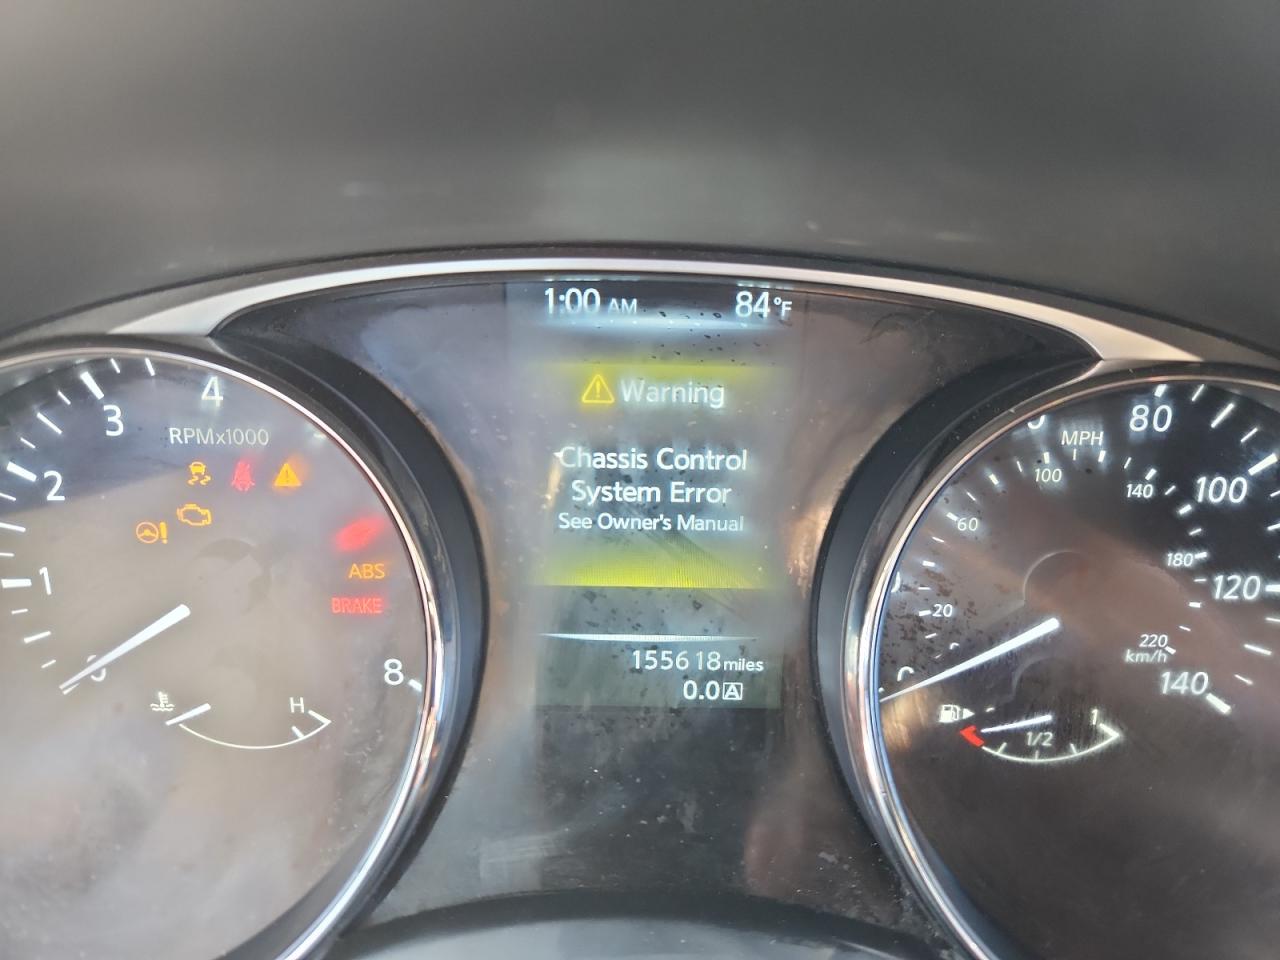 1:00 AM 84°F
Warning
Chassis Control
System Error
See Owner's Manual
155618 miles
0.0 A
4
3
RPMx1000
2
1
ABS
BRAKE
8
H
80
MPH
100
140
100
60
180
120
20
220
km/h
140
0
1
1/2